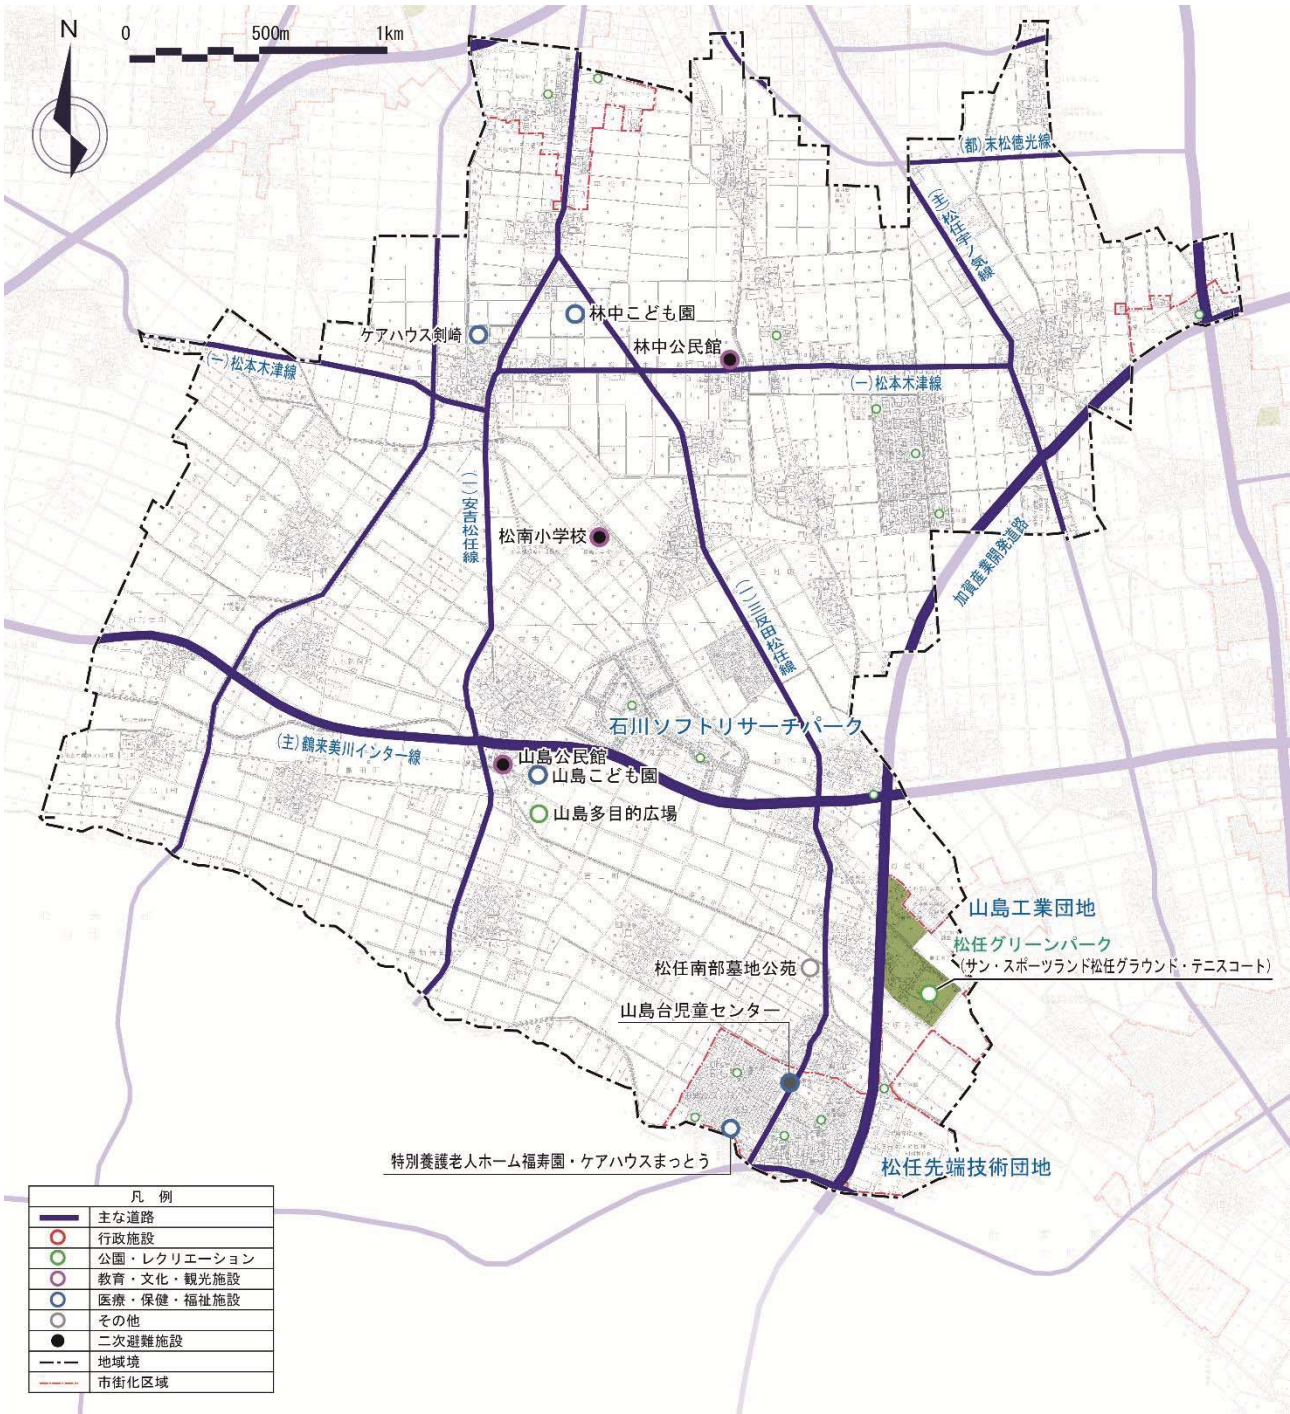 N
0
500m
1km
(都)末松徳光線
(主)松任宇ノ気線
林中こども園
ケアハウス剣崎
林中公民館
(一)松本木津線
(一)松本木津線
(一)安吉松任線
松南小学校
加賀産業開発道路
(一)三反田松任線
石川ソフトリサーチパーク
(主)鶴来美川インター線
山島公民館
山島こども園
山島多目的広場
山島工業団地
松任グリーンパーク
(サン・スポーツランド松任グラウンド・テニスコート)
松任南部墓地公苑
山島台児童センター
特別養護老人ホーム福寿園・ケアハウスまっとう
松任先端技術団地
凡 例
主な道路
行政施設
公園・レクリエーション
教育・文化・観光施設
医療・保健・福祉施設
その他
二次避難施設
地域境
市街化区域